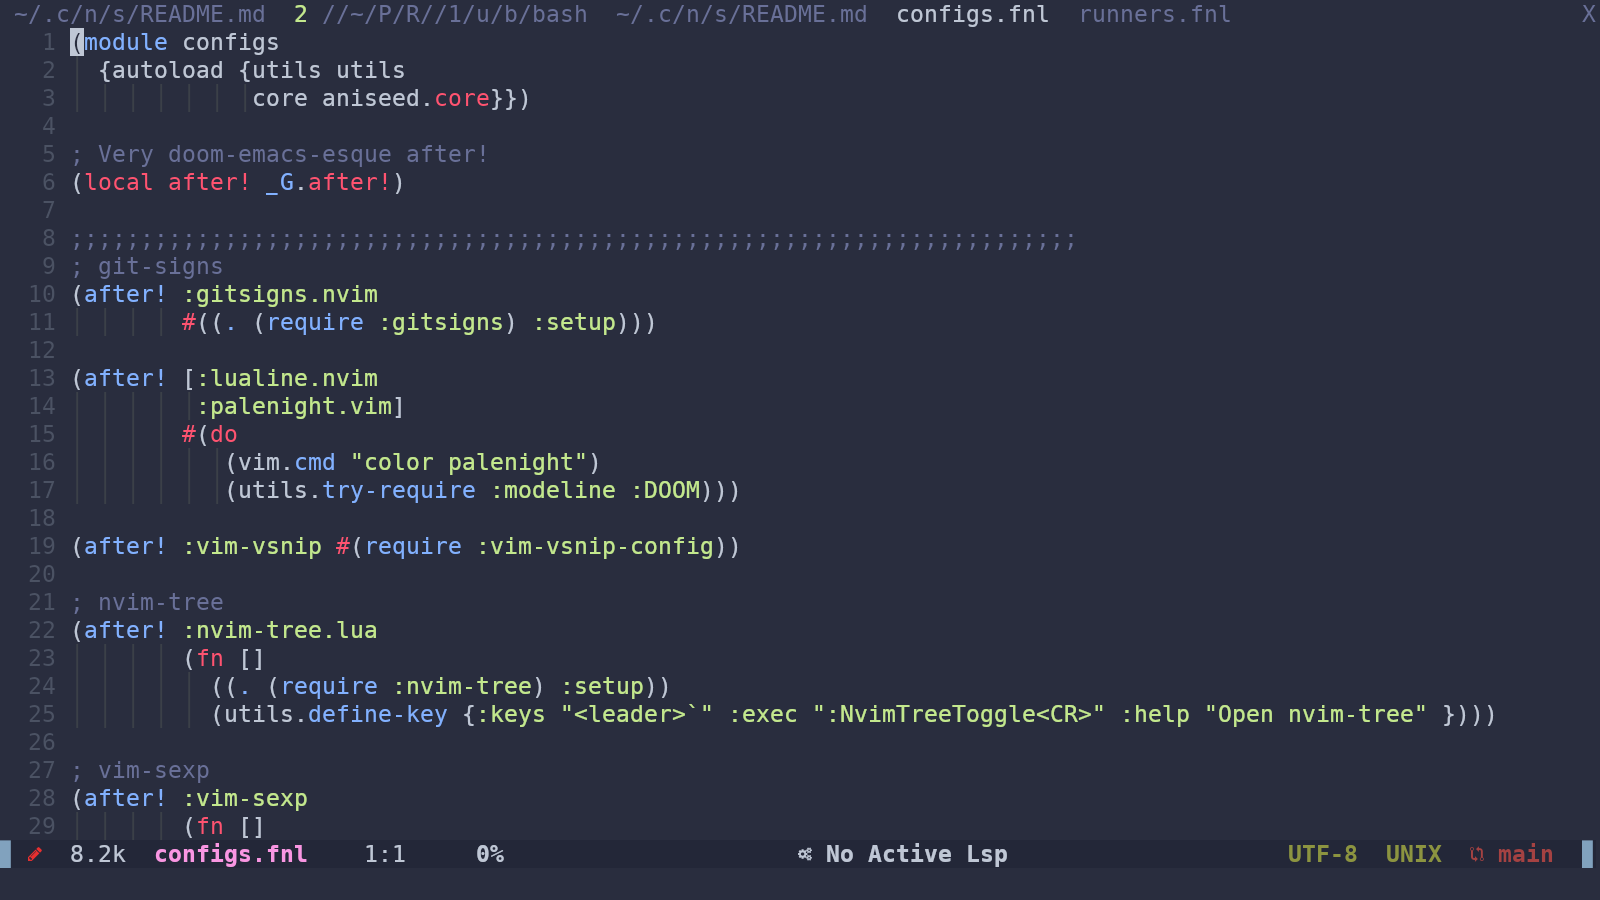 ~/.c/n/s/README.md  2 //~/P/R//1/u/b/bash  ~/.c/n/s/README.md  configs.fnl  runners.fnl  X
1 (module configs
2   {autoload {utils utils
3              core aniseed.core}})
4
5 ; Very doom-emacs-esque after!
6 (local after! _G.after!)
7
8 ;;;;;;;;;;;;;;;;;;;;;;;;;;;;;;;;;;;;;;;;;;;;;;;;;;;;;;;;;;;;;;;;;;;;;;;;
9 ; git-signs
10 (after! :gitsigns.nvim
11         #((. (require :gitsigns) :setup)))
12
13 (after! [:lualine.nvim
14          :palenight.vim]
15         #(do
16            (vim.cmd "color palenight")
17            (utils.try-require :modeline :DOOM)))
18
19 (after! :vim-vsnip #(require :vim-vsnip-config))
20
21 ; nvim-tree
22 (after! :nvim-tree.lua
23         (fn []
24           ((. (require :nvim-tree) :setup))
25           (utils.define-key {:keys "<leader>`" :exec ":NvimTreeToggle<CR>" :help "Open nvim-tree" })))
26
27 ; vim-sexp
28 (after! :vim-sexp
29         (fn []
8.2k  configs.fnl  1:1  0%  No Active Lsp  UTF-8  UNIX  main